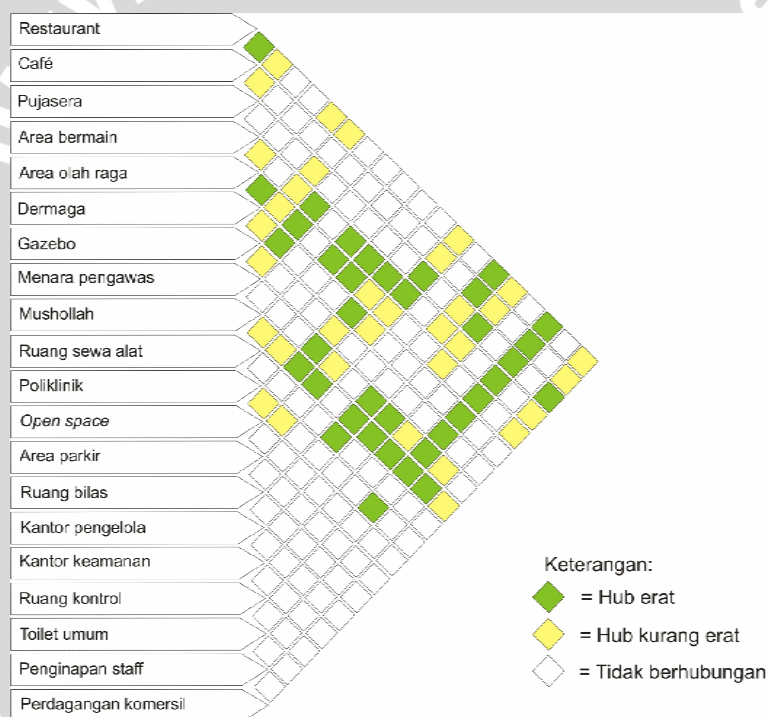 Restaurant
Café
Pujasera
Area bermain
Area olah raga
Dermaga
Gazebo
Menara pengawas
Mushollah
Ruang sewa alat
Poliklinik
Open space
Area parkir
Ruang bilas
Kantor pengelola
Kantor keamanan
Ruang kontrol
Toilet umum
Penginapan staff
Perdagangan komersil
Keterangan:
= Hub erat
= Hub kurang erat
= Tidak berhubungan